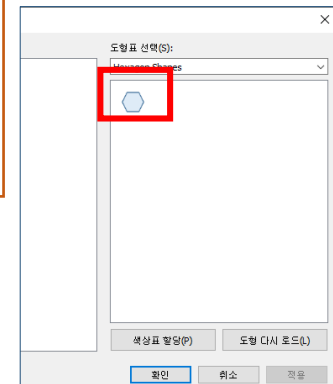 도형표 선택(S):
Hexagon Shapes
색상표 할당(P)
도형 다시 로드(L)
확인
취소
적용